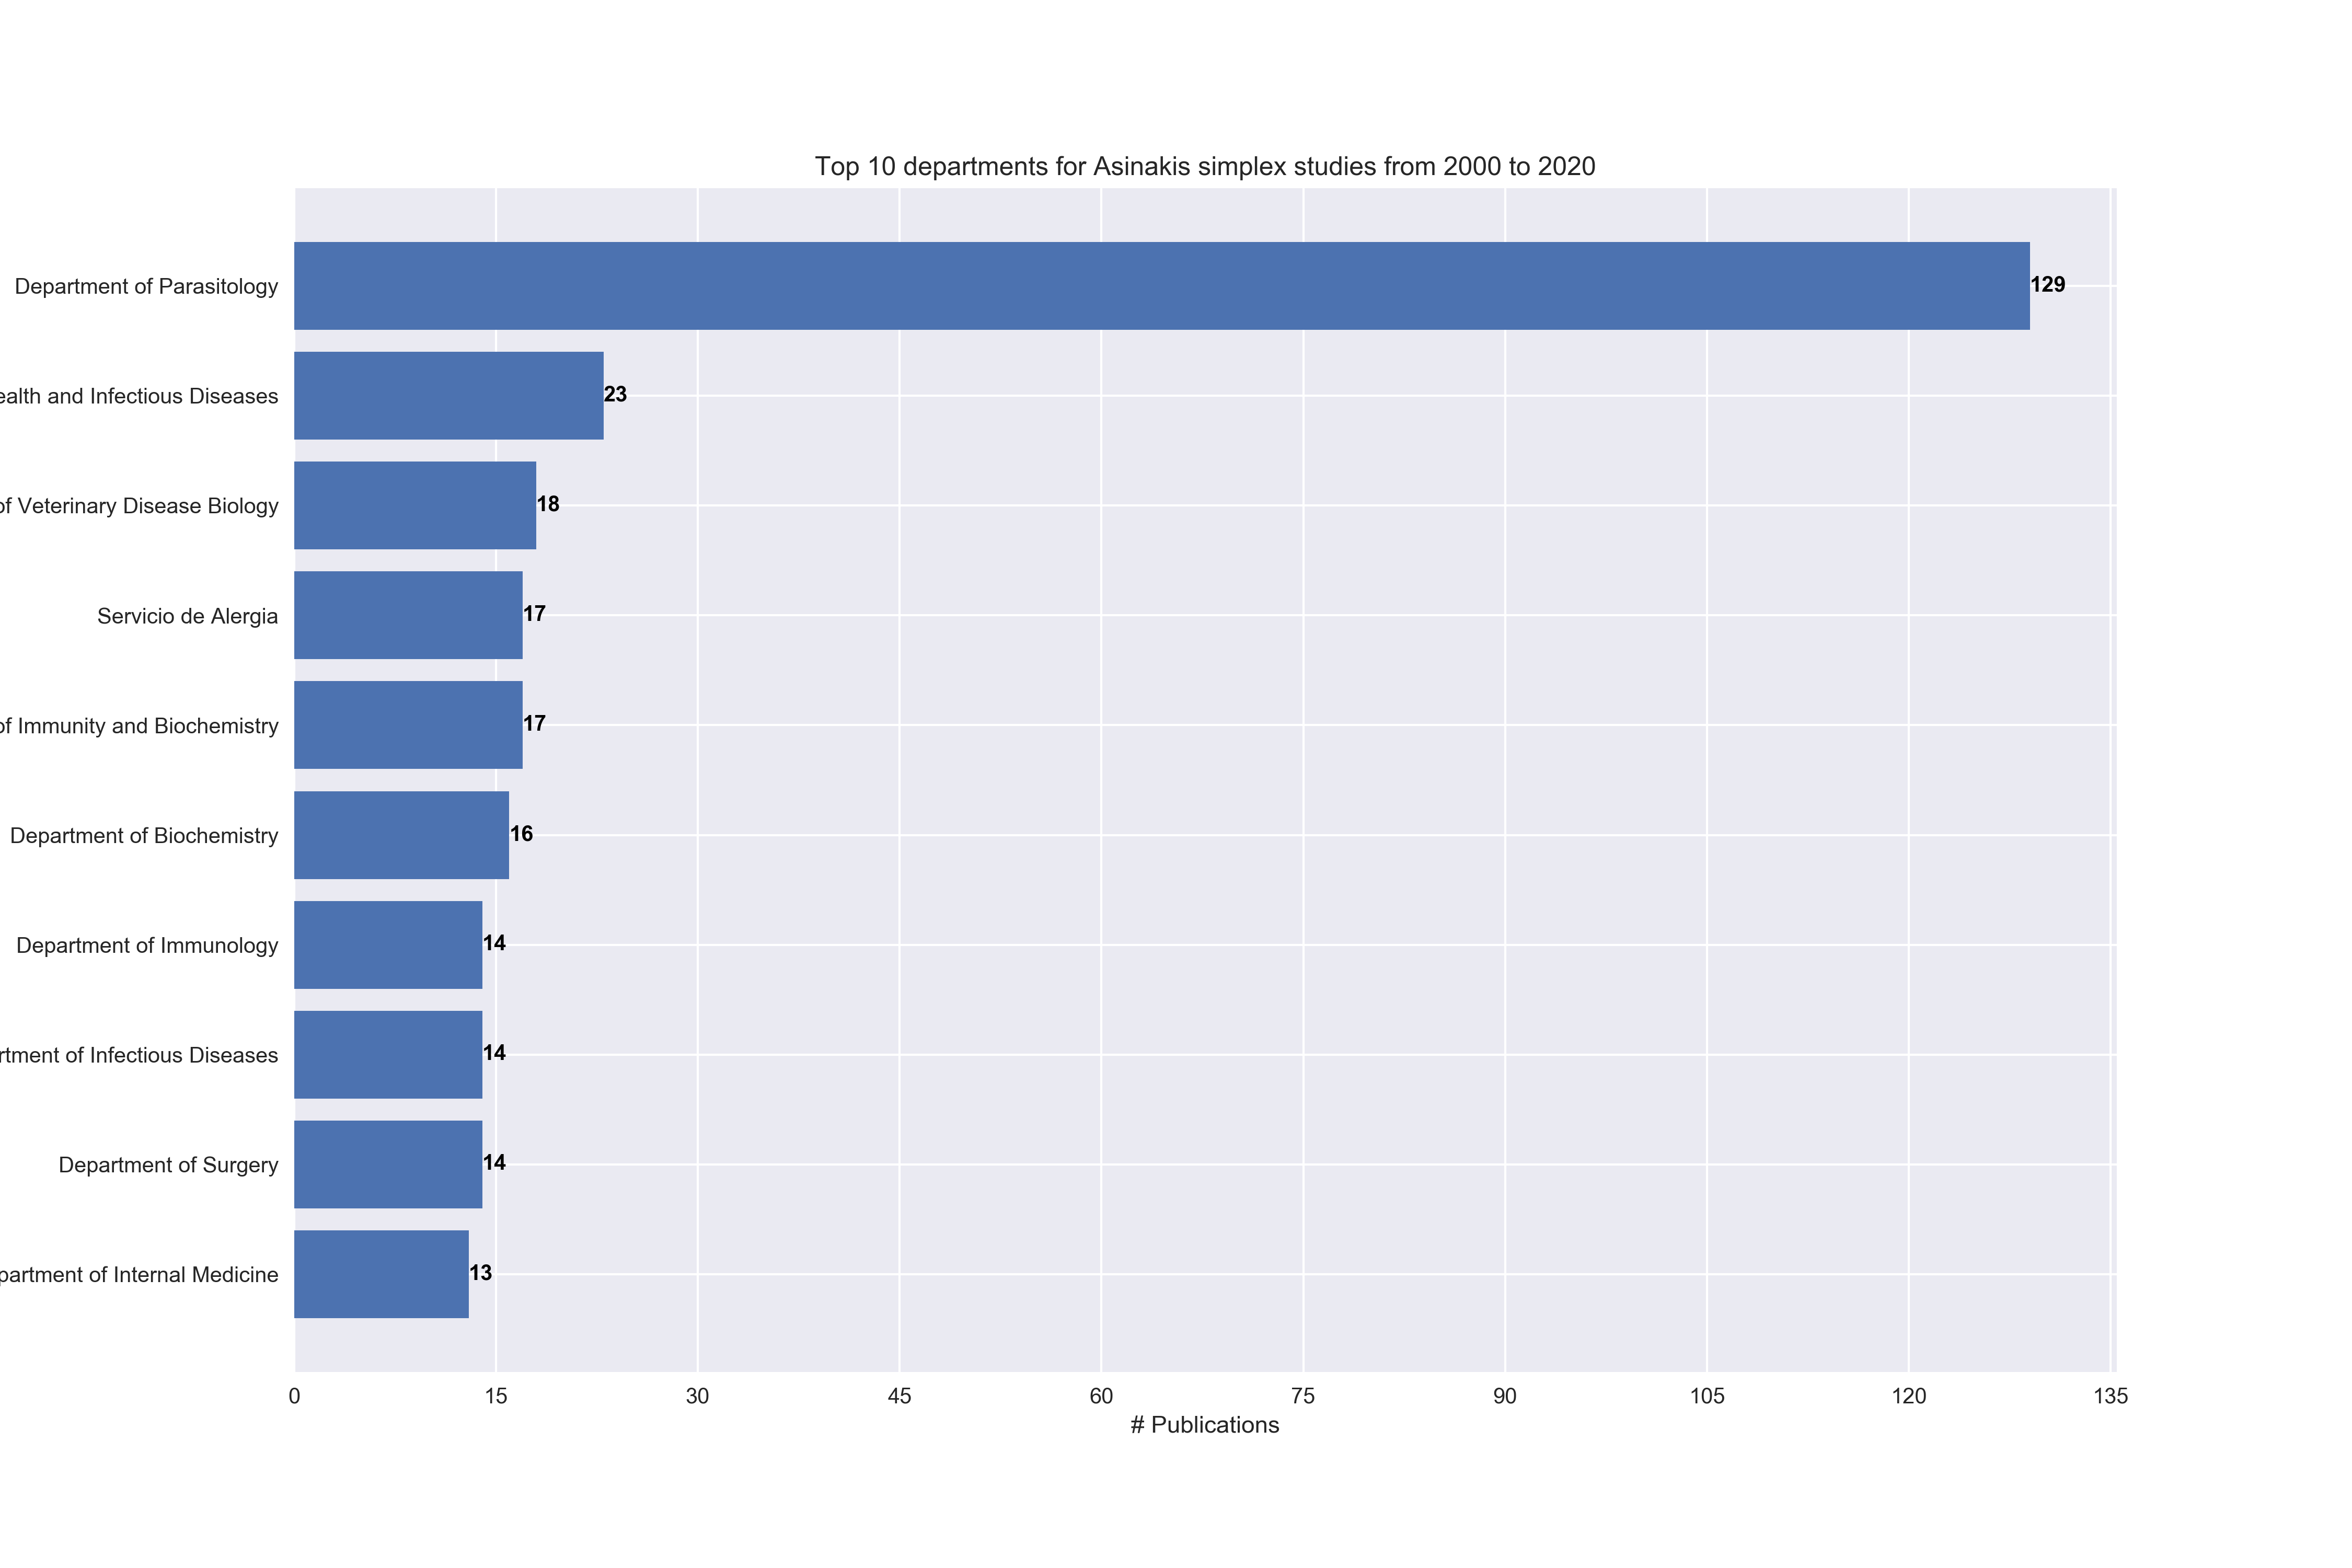 Top 10 departments for Asinakis simplex studies from 2000 to 2020
Department of Parasitology 129
ealth and Infectious Diseases 23
of Veterinary Disease Biology 18
Servicio de Alergia 17
of Immunity and Biochemistry 17
Department of Biochemistry 16
Department of Immunology 14
rtment of Infectious Diseases 14
Department of Surgery 14
partment of Internal Medicine 13
0 15 30 45 60 75 90 105 120 135
# Publications